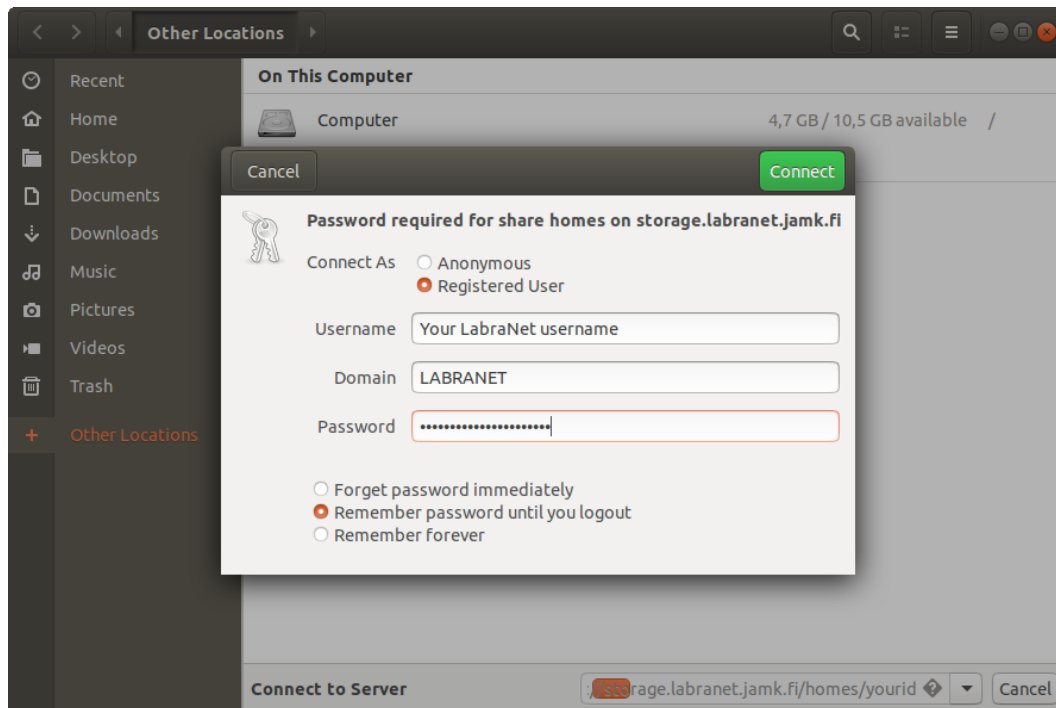 Other Locations
Recent
Home
Desktop
Documents
Downloads
Music
Pictures
Videos
Trash
Other Locations
On This Computer
Computer 4,7 GB / 10,5 GB available /
Cancel Connect
Password required for share homes on storage.labranet.jamk.fi
Connect As Anonymous
Registered User
Username Your LabraNet username
Domain LABRANET
Password ••••••••••••••••••••••
Forget password immediately
Remember password until you logout
Remember forever
Connect to Server ://storage.labranet.jamk.fi/homes/yourid Cancel